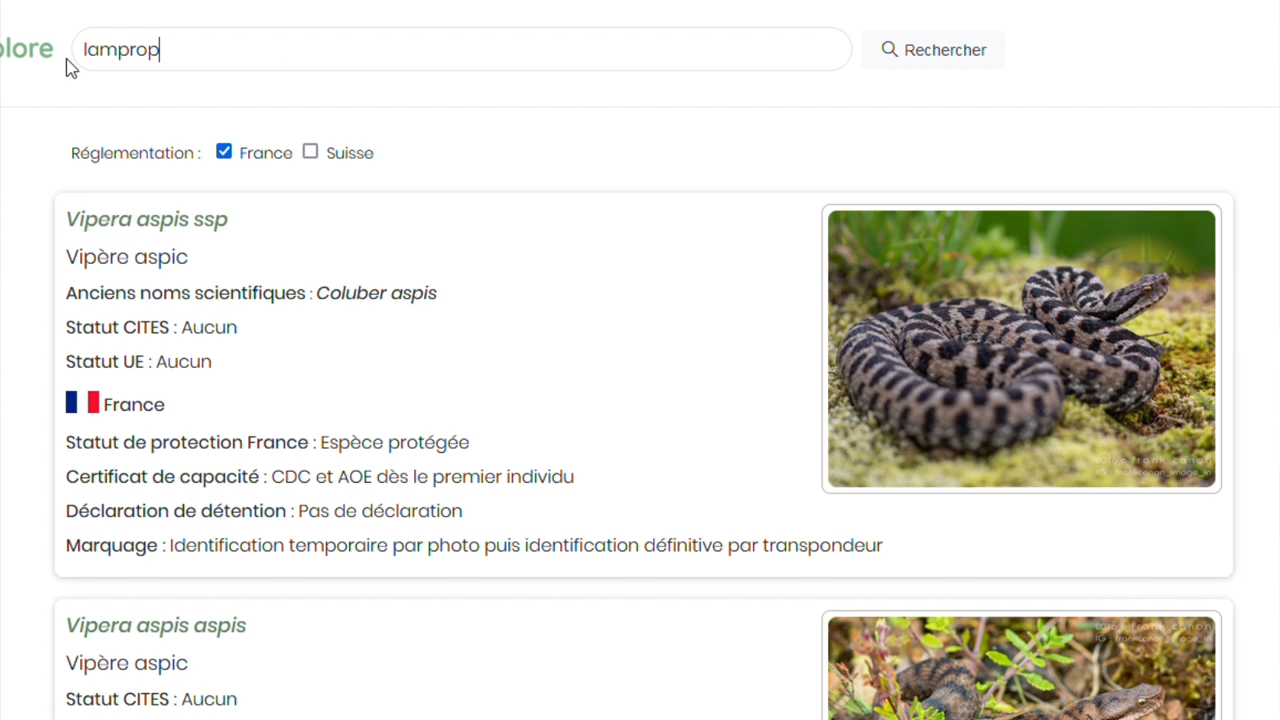 plore
lamprop
Rechercher
Réglementation : France Suisse
Vipera aspis ssp
Vipère aspic
Anciens noms scientifiques : Coluber aspis
Statut CITES : Aucun
Statut UE : Aucun
France
Statut de protection France : Espèce protégée
Certificat de capacité : CDC et AOE dès le premier individu
Déclaration de détention : Pas de déclaration
Marquage : Identification temporaire par photo puis identification définitive par transpondeur
Vipera aspis aspis
Vipère aspic
Statut CITES : Aucun